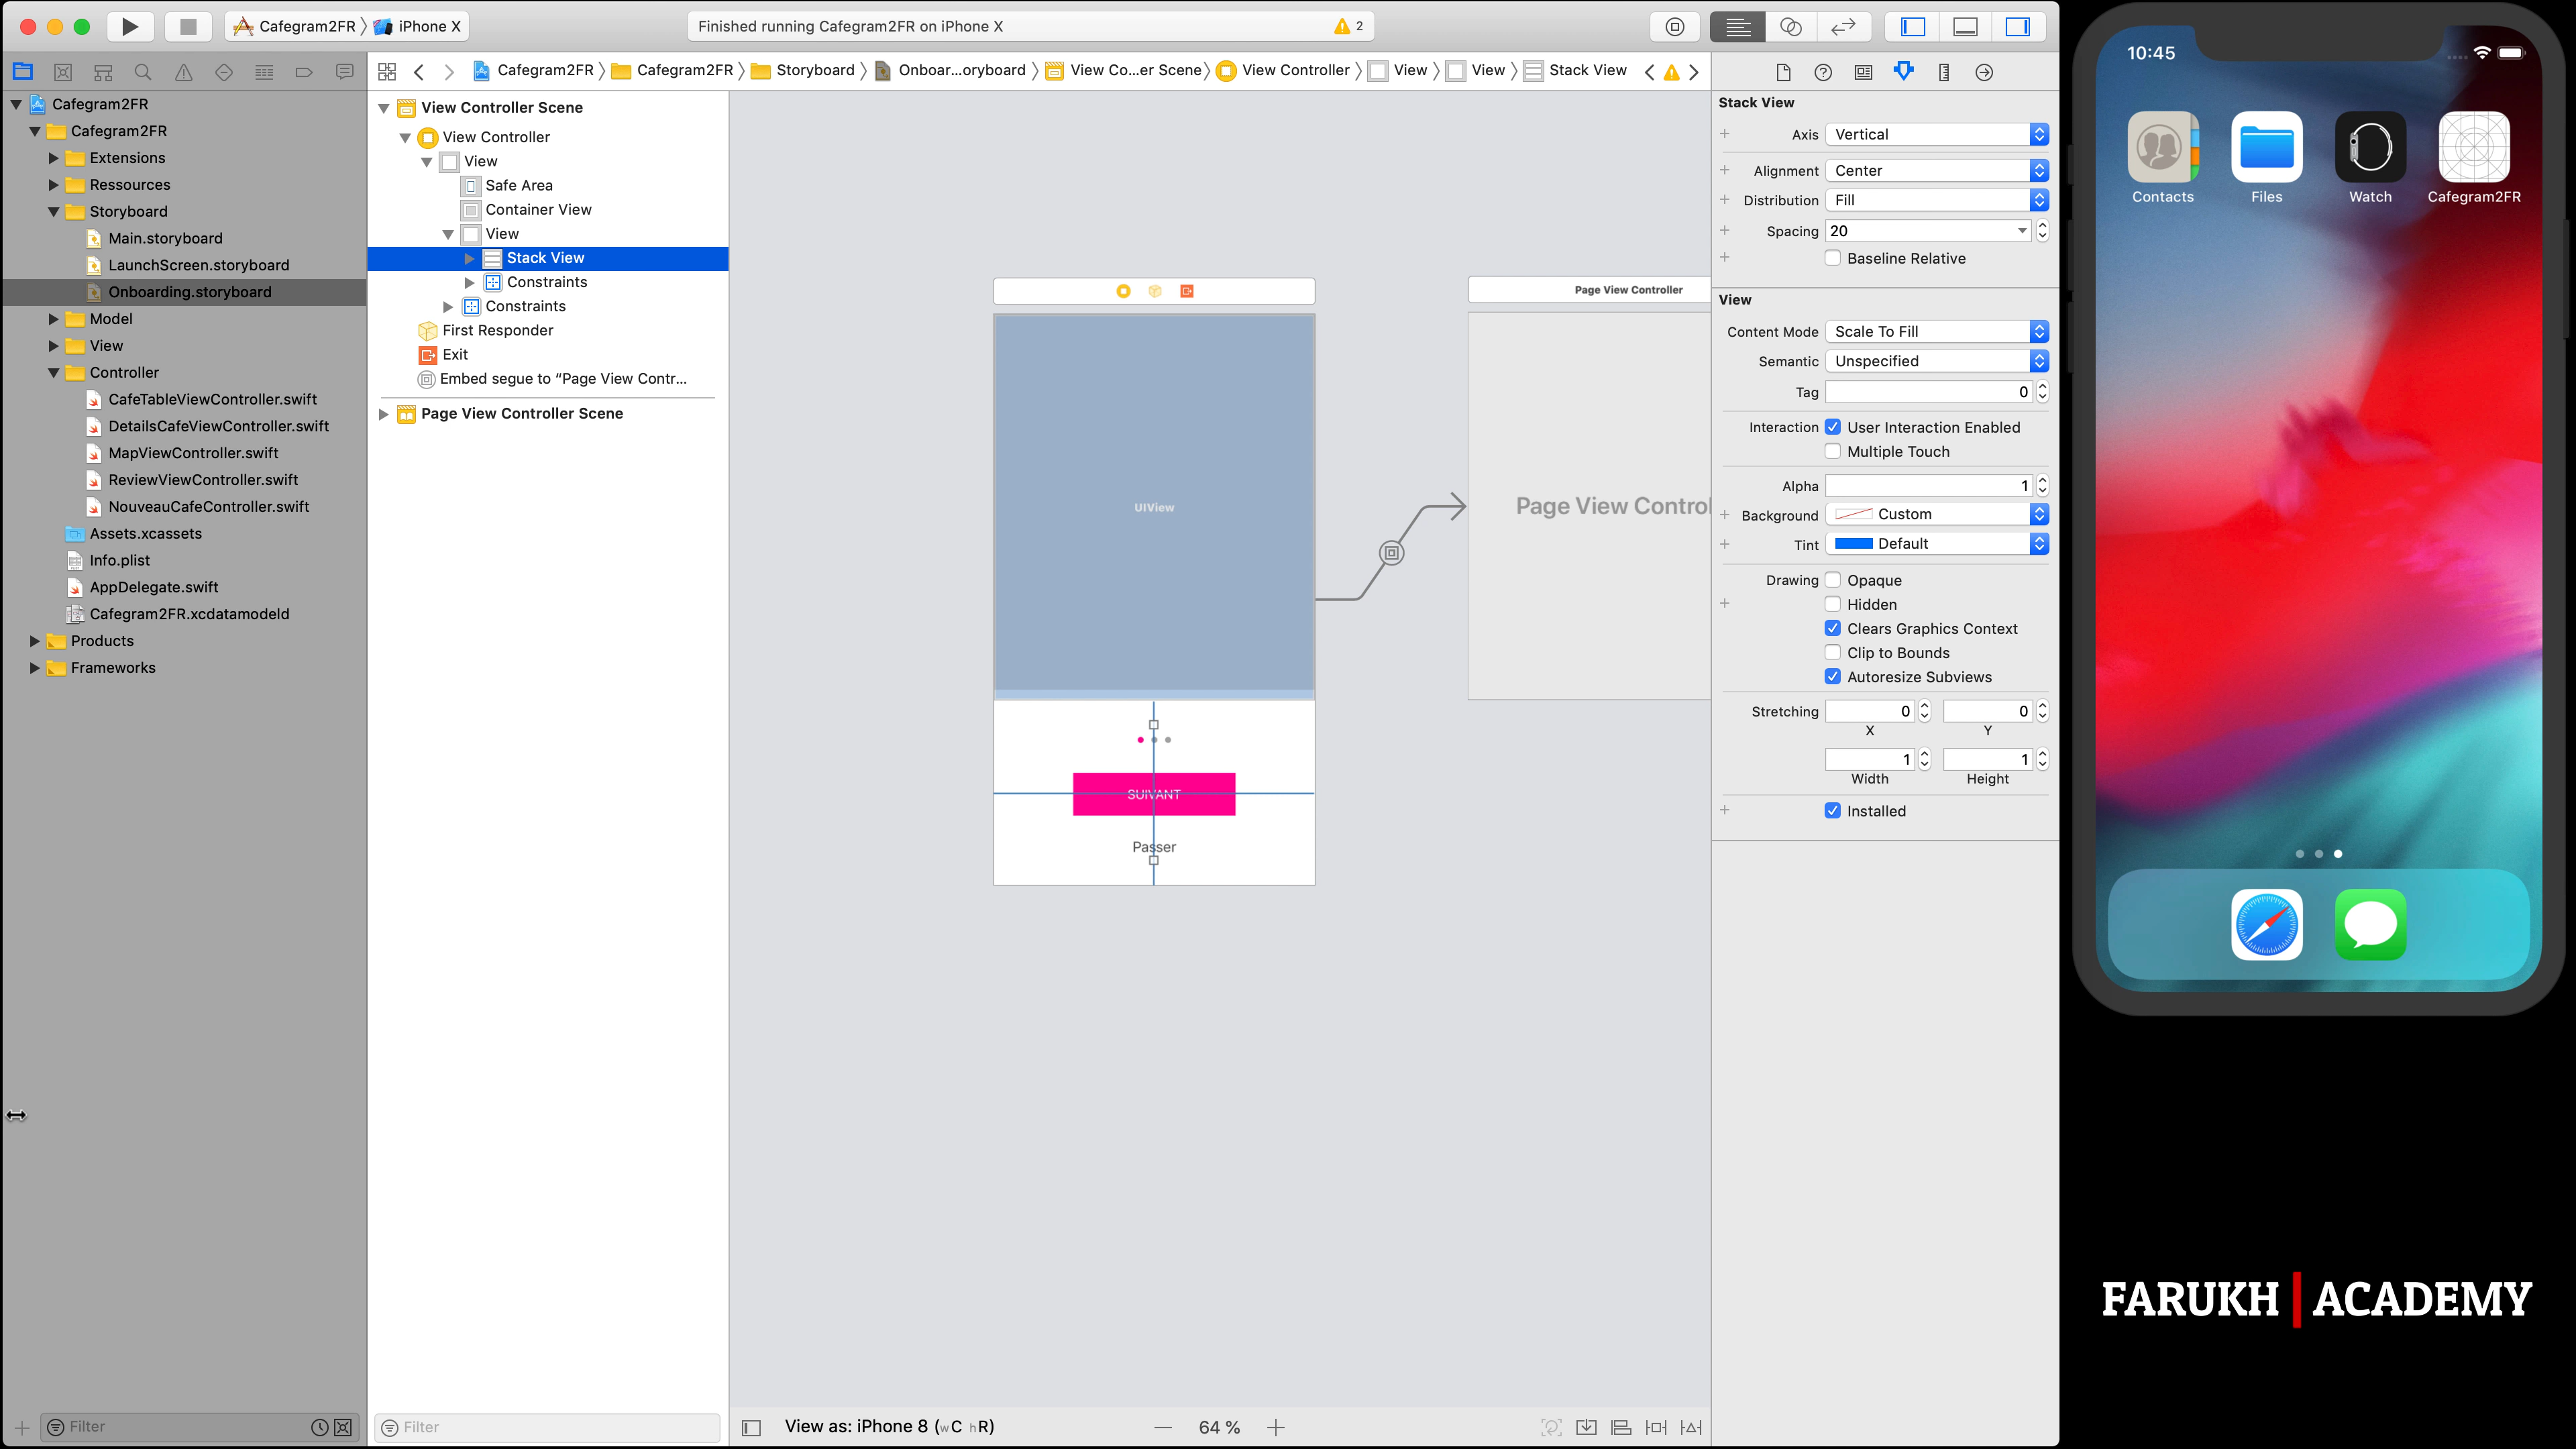 Cafegram2FR
iPhone X
Finished running Cafegram2FR on iPhone X
2
Cafegram2FR
Cafegram2FR
Storyboard
Onboar...oryboard
View Co...er Scene
View Controller
View
View
Stack View
Cafegram2FR
Cafegram2FR
Extensions
Ressources
Storyboard
Main.storyboard
LaunchScreen.storyboard
Onboarding.storyboard
Model
View
Controller
CafeTableViewController.swift
DetailsCafeViewController.swift
MapViewController.swift
ReviewViewController.swift
NouveauCafeController.swift
Assets.xcassets
Info.plist
AppDelegate.swift
Cafegram2FR.xcdatamodeld
Products
Frameworks
Filter
View Controller Scene
View Controller
View
Safe Area
Container View
View
Stack View
Constraints
Constraints
First Responder
Exit
Embed segue to “Page View Contr...
Page View Controller Scene
Filter
UIView
SUIVANT
Passer
Page View Controller
Page View Contro
View as: iPhone 8 (wC hR)
64 %
Stack View
Axis Vertical
Alignment Center
Distribution Fill
Spacing 20
Baseline Relative
View
Content Mode Scale To Fill
Semantic Unspecified
Tag 0
Interaction User Interaction Enabled
Multiple Touch
Alpha 1
Background Custom
Tint Default
Drawing Opaque
Hidden
Clears Graphics Context
Clip to Bounds
Autoresize Subviews
Stretching 0 0
X Y
1 1
Width Height
Installed
10:45
Contacts
Files
Watch
Cafegram2FR
FARUKH | ACADEMY